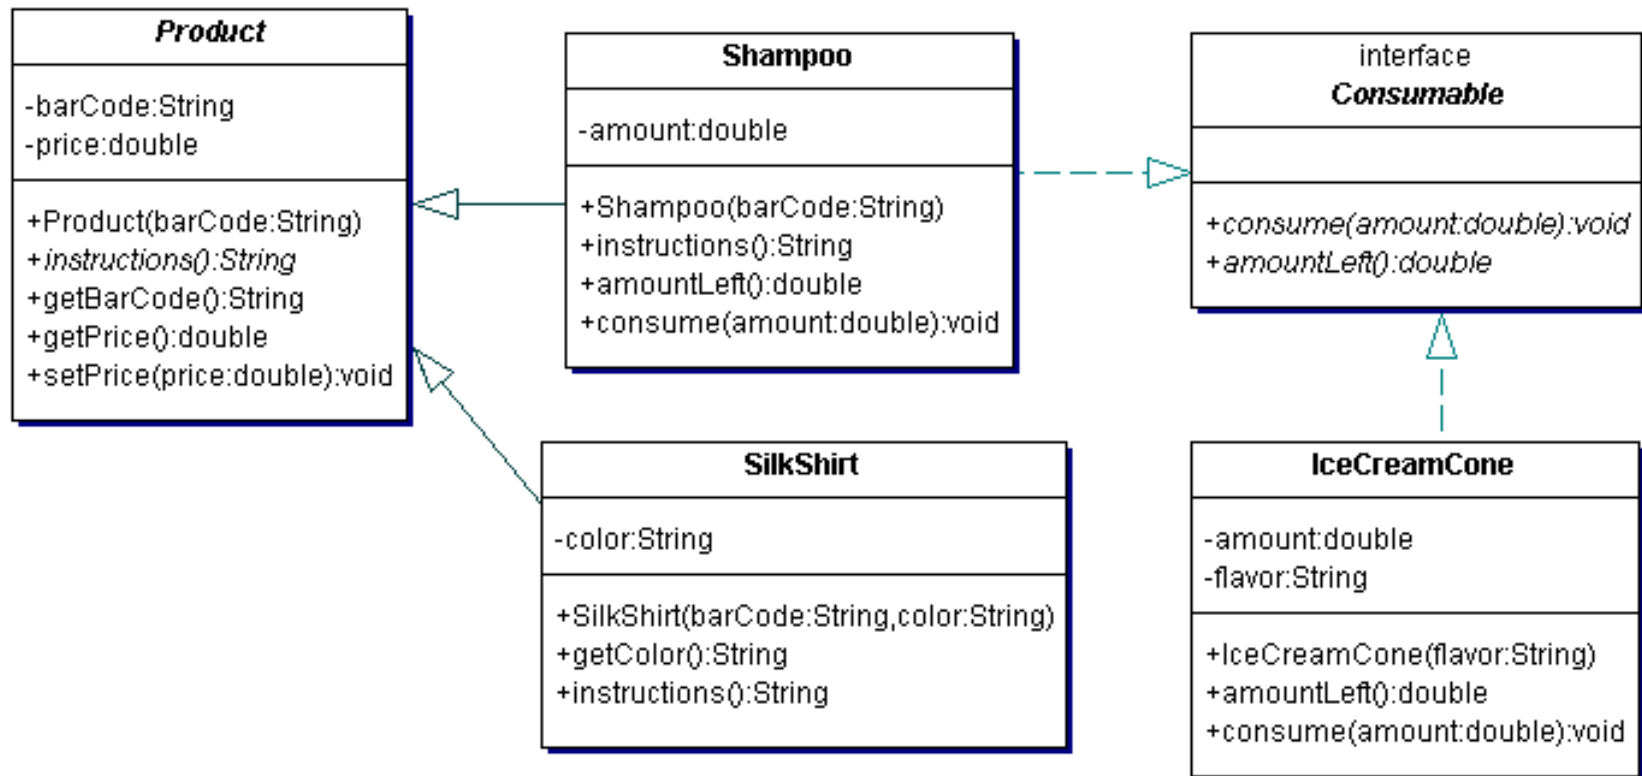 Product
-barCode:String
-price:double
+Product(barCode:String)
+instructions():String
+getBarCode():String
+getPrice():double
+setPrice(price:double):void
Shampoo
-amount:double
+Shampoo(barCode:String)
+instructions():String
+amountLeft():double
+consume(amount:double):void
interface
Consumable
+consume(amount:double):void
+amountLeft():double
SilkShirt
-color:String
+SilkShirt(barCode:String,color:String)
+getColor():String
+instructions():String
IceCreamCone
-amount:double
-flavor:String
+IceCreamCone(flavor:String)
+amountLeft():double
+consume(amount:double):void